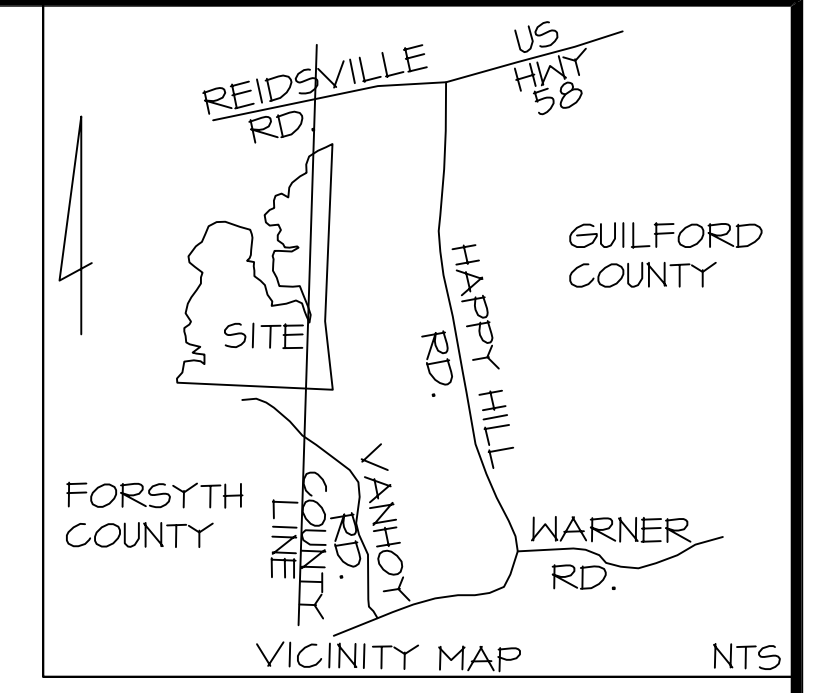 REIDSVILLE
RD.
US
HWY
58
GUILFORD
COUNTY
HAPPY HILL
RD.
SITE
FORSYTH
COUNTY
COUNTY
LINE
VANHOY
RD.
WARNER
RD.
VICINITY MAP
NTS